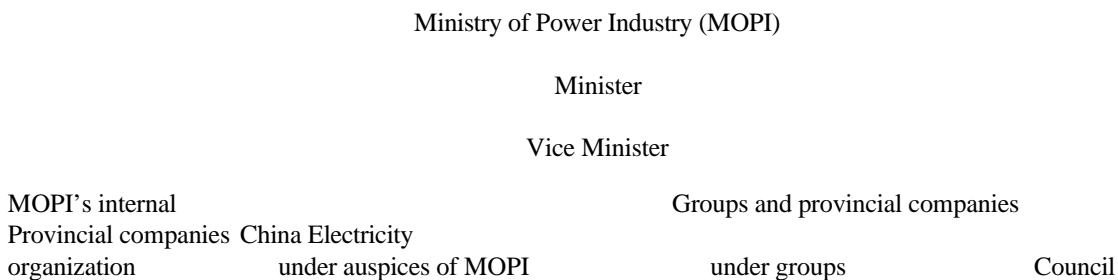 Ministry of Power Industry (MOPI)
Minister
Vice Minister
MOPI’s internal Groups and provincial companies
Provincial companies China Electricity
organization under auspices of MOPI under groups Council